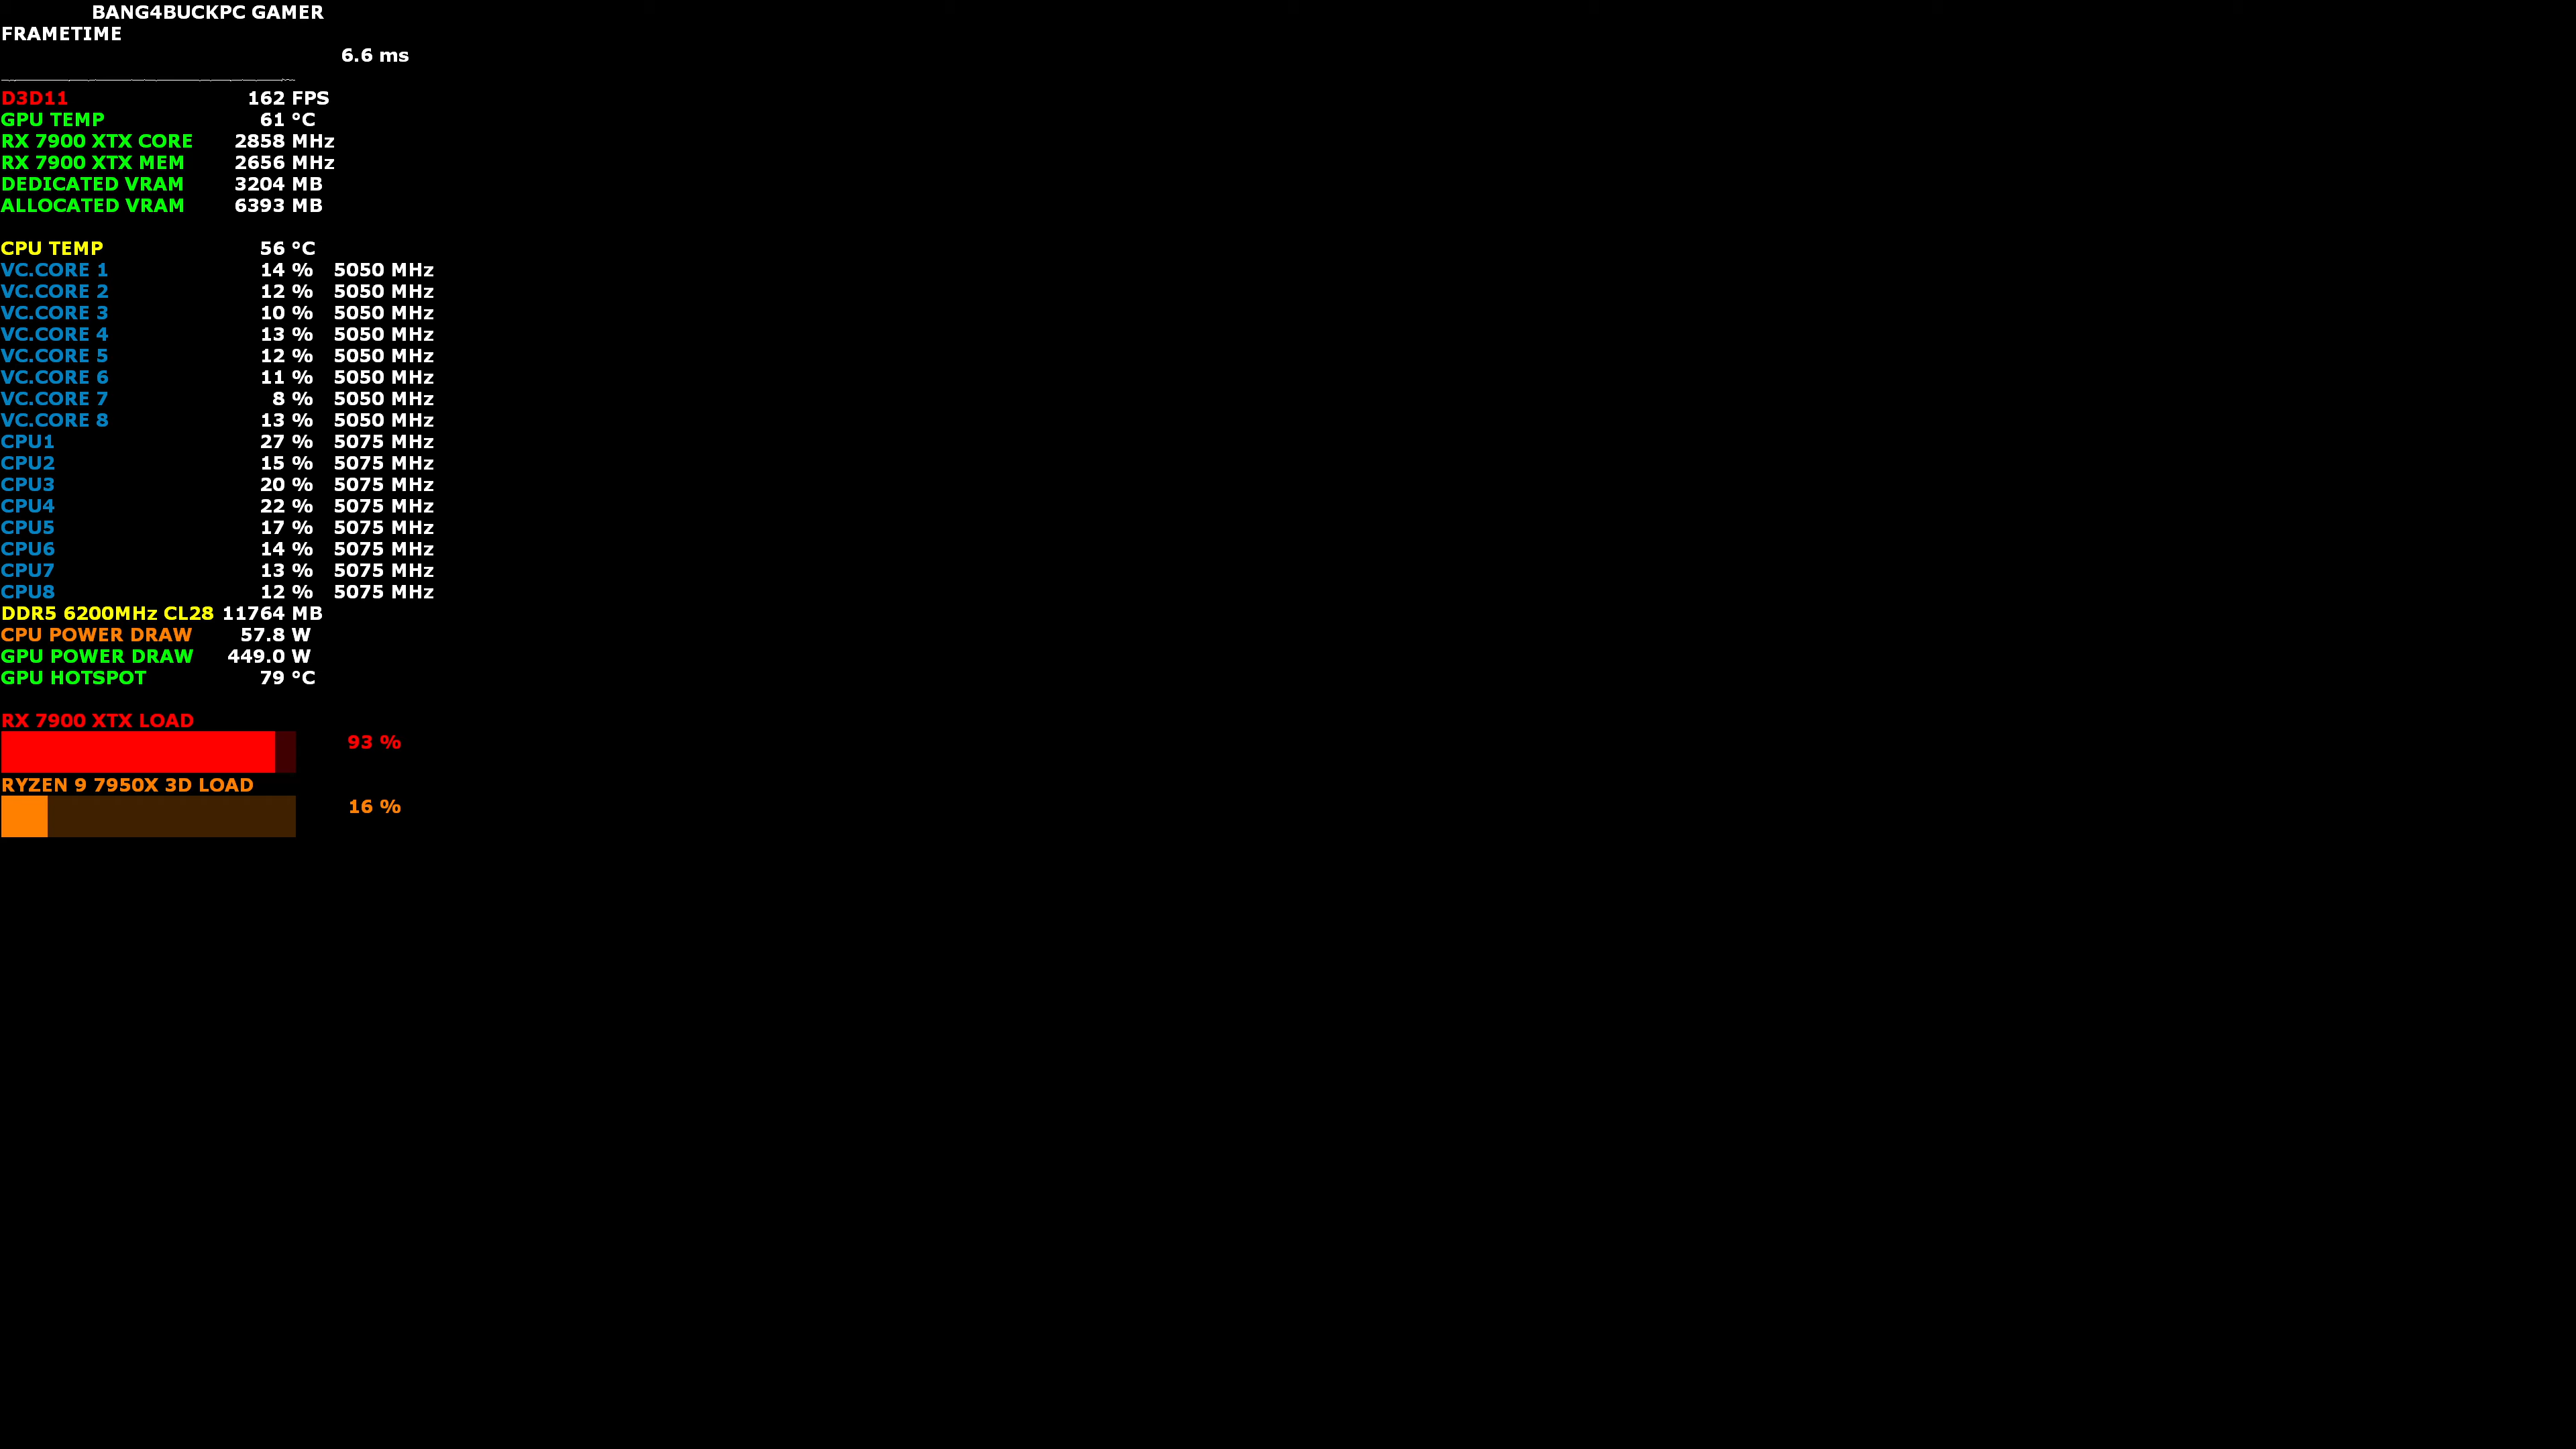 BANG4BUCKPC GAMER
FRAMETIME
6.6 ms
D3D11 162 FPS
GPU TEMP 61 °C
RX 7900 XTX CORE 2858 MHz
RX 7900 XTX MEM 2656 MHz
DEDICATED VRAM 3204 MB
ALLOCATED VRAM 6393 MB
CPU TEMP 56 °C
VC.CORE 1 14 % 5050 MHz
VC.CORE 2 12 % 5050 MHz
VC.CORE 3 10 % 5050 MHz
VC.CORE 4 13 % 5050 MHz
VC.CORE 5 12 % 5050 MHz
VC.CORE 6 11 % 5050 MHz
VC.CORE 7 8 % 5050 MHz
VC.CORE 8 13 % 5050 MHz
CPU1 27 % 5075 MHz
CPU2 15 % 5075 MHz
CPU3 20 % 5075 MHz
CPU4 22 % 5075 MHz
CPU5 17 % 5075 MHz
CPU6 14 % 5075 MHz
CPU7 13 % 5075 MHz
CPU8 12 % 5075 MHz
DDR5 6200MHz CL28 11764 MB
CPU POWER DRAW 57.8 W
GPU POWER DRAW 449.0 W
GPU HOTSPOT 79 °C
RX 7900 XTX LOAD
93 %
RYZEN 9 7950X 3D LOAD
16 %